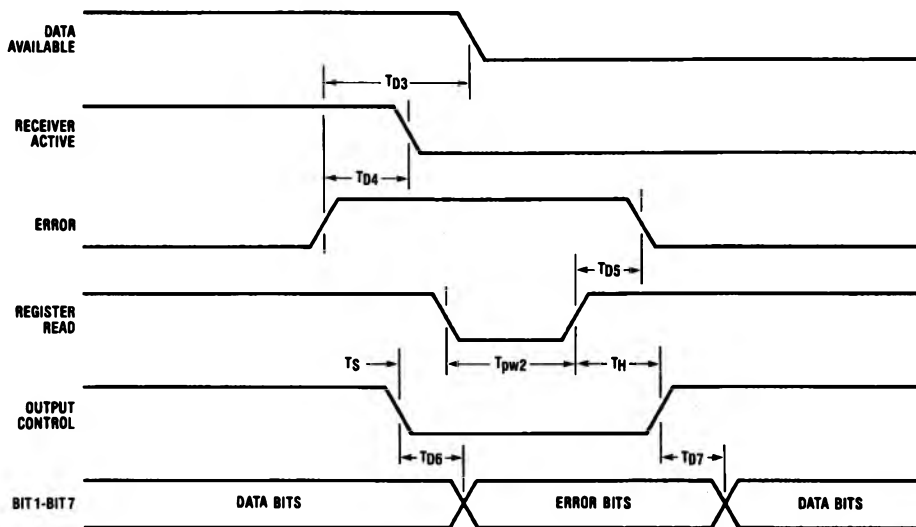 DATA
AVAILABLE
TD3
RECEIVER
ACTIVE
TD4
ERROR
TD5
REGISTER
READ
TS
Tpw2
TH
OUTPUT
CONTROL
TD6
TD7
BIT1-BIT7
DATA BITS
ERROR BITS
DATA BITS